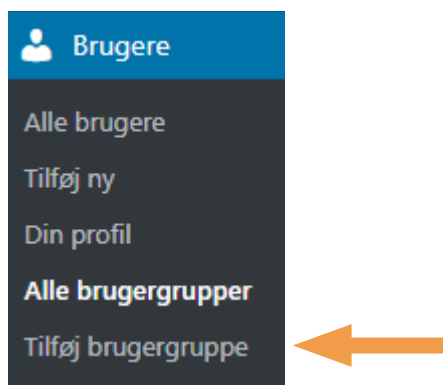 Brugere
Alle brugere
Tilføj ny
Din profil
Alle brugergrupper
Tilføj brugergruppe